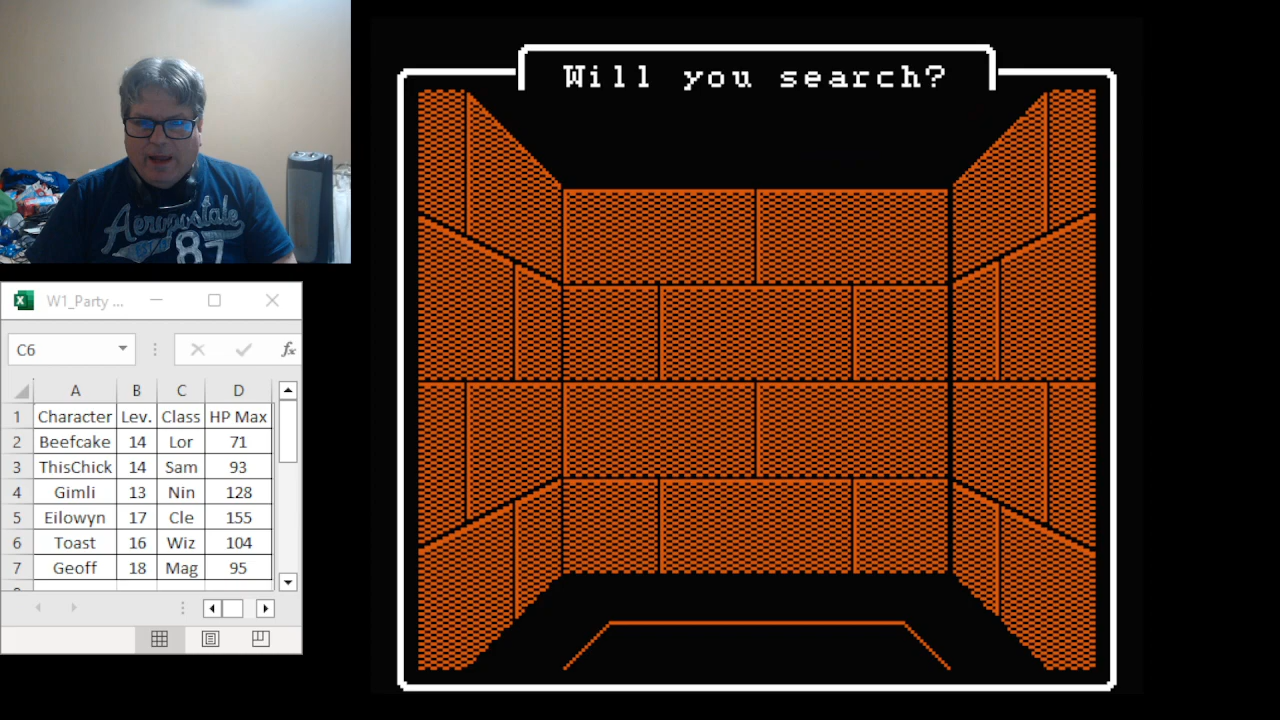 Will you search?
Aéropostale
87
W1_Party ...
C6
fx
A B C D
1 Character Lev. Class HP Max
2 Beefcake 14 Lor 71
3 ThisChick 14 Sam 93
4 Gimli 13 Nin 128
5 Eilowyn 17 Cle 155
6 Toast 16 Wiz 104
7 Geoff 18 Mag 95